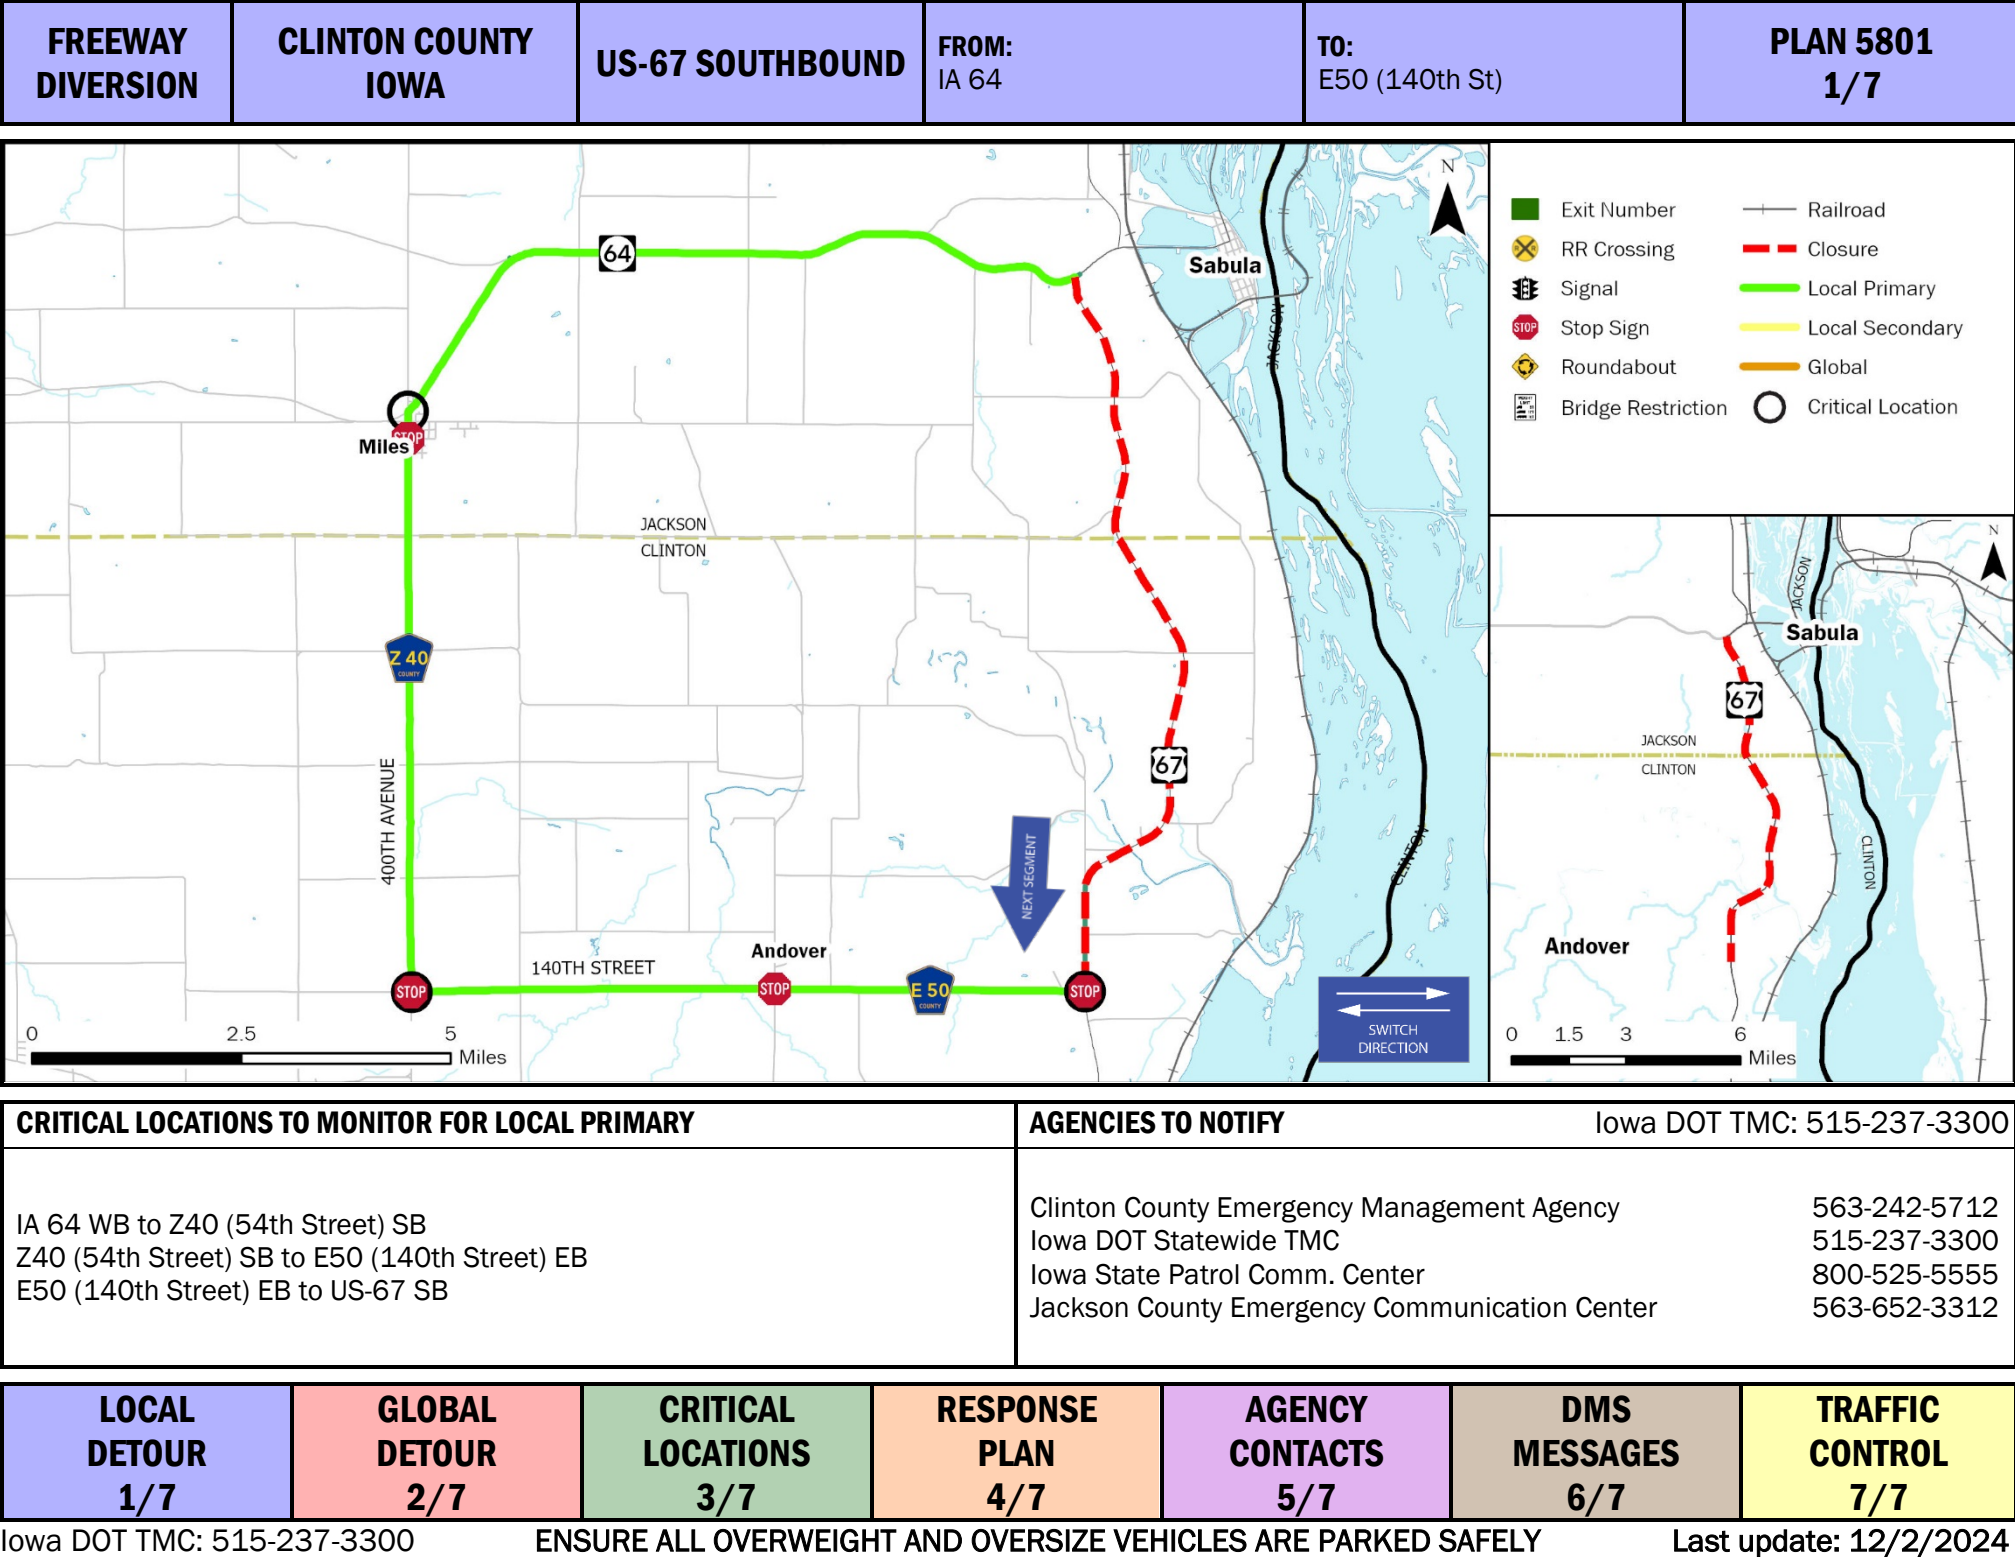 FREEWAY
DIVERSION
CLINTON COUNTY
IOWA
US-67 SOUTHBOUND
FROM:
IA 64
TO:
E50 (140th St)
PLAN 5801
1/7
N
64
Sabula
JACKSON
STOP
Miles
JACKSON
CLINTON
Z 40
COUNTY
67
400TH AVENUE
NEXT SEGMENT
CLINTON
Andover
140TH STREET
STOP
STOP
E 50
COUNTY
STOP
SWITCH
DIRECTION
0 2.5 5
Miles
Exit Number
RR Crossing
Signal
STOP Stop Sign
Roundabout
Bridge Restriction
Railroad
Closure
Local Primary
Local Secondary
Global
Critical Location
N
JACKSON
Sabula
67
JACKSON
CLINTON
CLINTON
Andover
0 1.5 3 6
Miles
CRITICAL LOCATIONS TO MONITOR FOR LOCAL PRIMARY
IA 64 WB to Z40 (54th Street) SB
Z40 (54th Street) SB to E50 (140th Street) EB
E50 (140th Street) EB to US-67 SB
AGENCIES TO NOTIFY Iowa DOT TMC: 515-237-3300
Clinton County Emergency Management Agency 563-242-5712
Iowa DOT Statewide TMC 515-237-3300
Iowa State Patrol Comm. Center 800-525-5555
Jackson County Emergency Communication Center 563-652-3312
LOCAL
DETOUR
1/7
GLOBAL
DETOUR
2/7
CRITICAL
LOCATIONS
3/7
RESPONSE
PLAN
4/7
AGENCY
CONTACTS
5/7
DMS
MESSAGES
6/7
TRAFFIC
CONTROL
7/7
Iowa DOT TMC: 515-237-3300 ENSURE ALL OVERWEIGHT AND OVERSIZE VEHICLES ARE PARKED SAFELY Last update: 12/2/2024